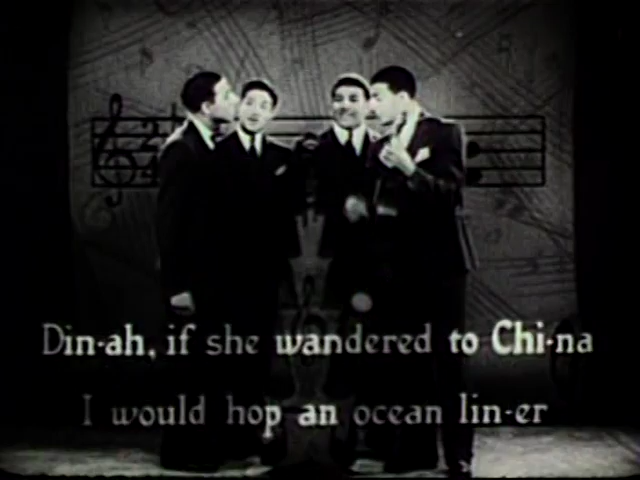 Din-ah, if she wandered to Chi-na
I would hop an ocean lin-er